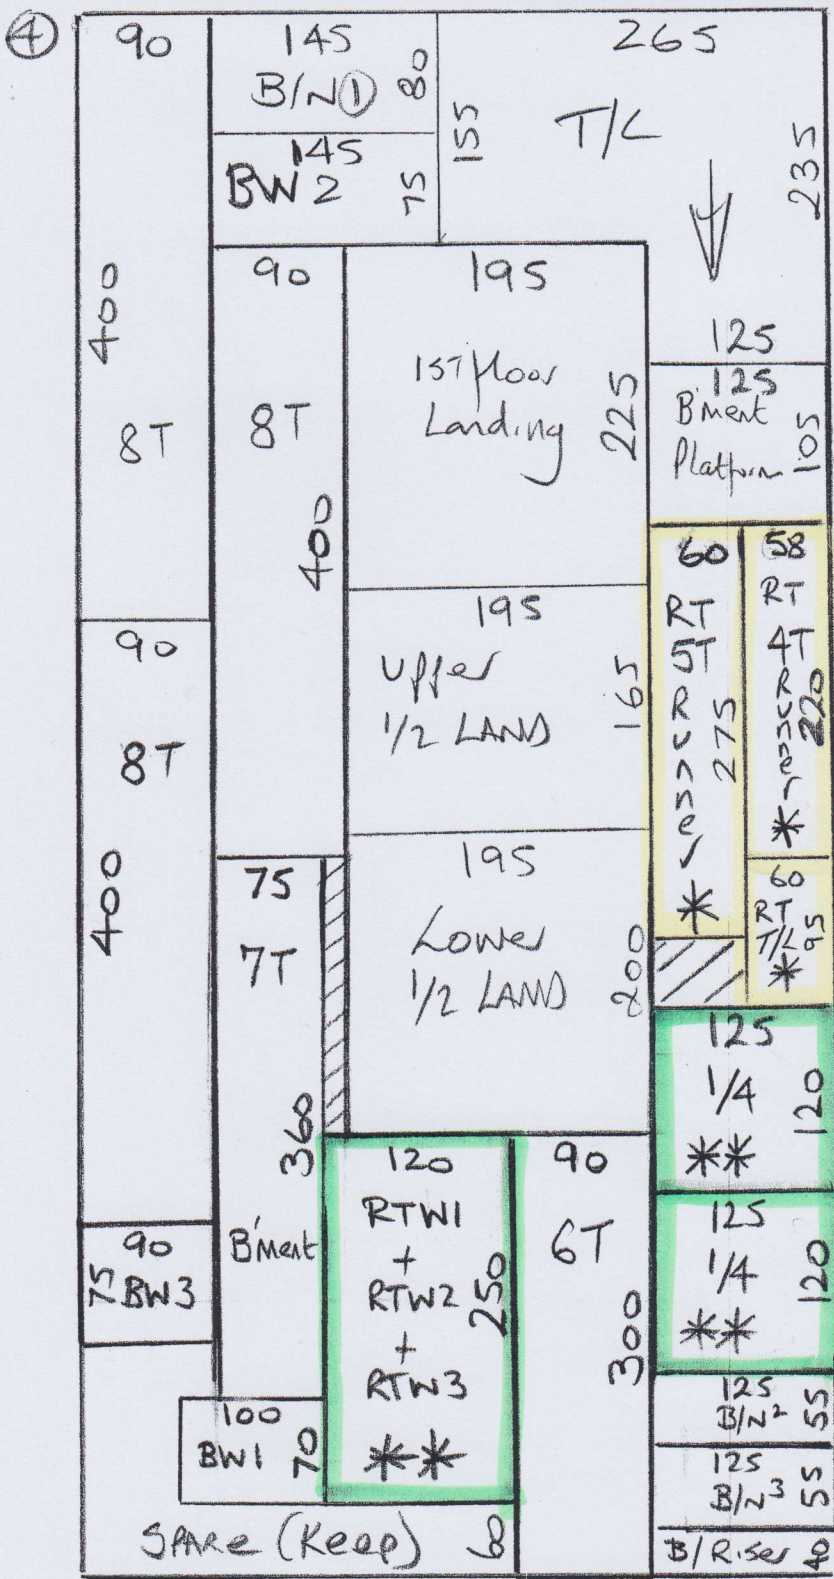 4
90
400
8T
145
B/N①
80
145
BW2
75
155
265
T/L
235
125
90
8T
400
195
1ST floor
Landing
225
125
B'ment
Platform
105
60
RT
5T
Runner
275
*
58
RT
4T
Runner
220
*
195
Upper
1/2 LAND
165
90
8T
400
75
7T
360
B'ment
195
Lower
1/2 LAND
200
60
RT
T/L
95
*
125
1/4
120
**
125
1/4
120
**
120
RTW1
+
RTW2
+
RTW3
250
**
90
6T
300
90
75 BW3
100
BW1
70
125
B/N2
55
125
B/N3
55
SPARE (Keep)
60
B/Riser